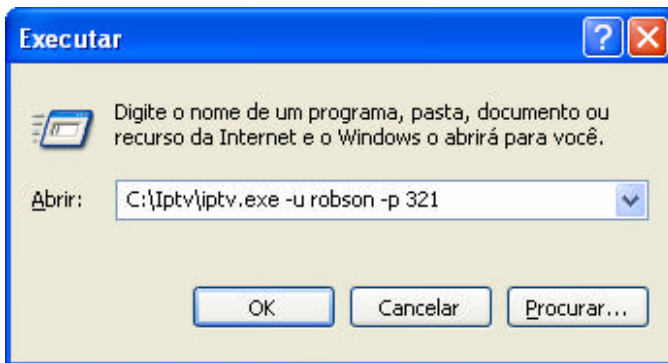 Executar
Digite o nome de um programa, pasta, documento ou
recurso da Internet e o Windows o abrirá para você.
Abrir: C:\Iptv\iptv.exe -u robson -p 321
OK Cancelar Procurar...